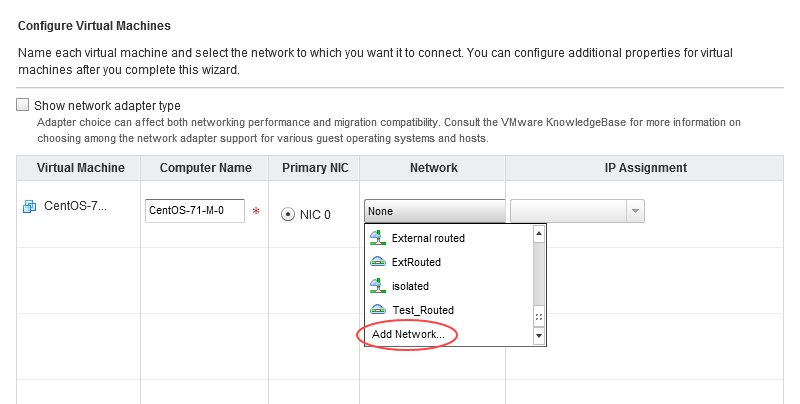 Configure Virtual Machines
Name each virtual machine and select the network to which you want it to connect. You can configure additional properties for virtual
machines after you complete this wizard.
Show network adapter type
Adapter choice can affect both networking performance and migration compatibility. Consult the VMware KnowledgeBase for more information on
choosing among the network adapter support for various guest operating systems and hosts.
Virtual Machine Computer Name Primary NIC Network IP Assignment
CentOS-7... CentOS-71-M-0 * NIC 0 None
External routed
ExtRouted
isolated
Test_Routed
Add Network...